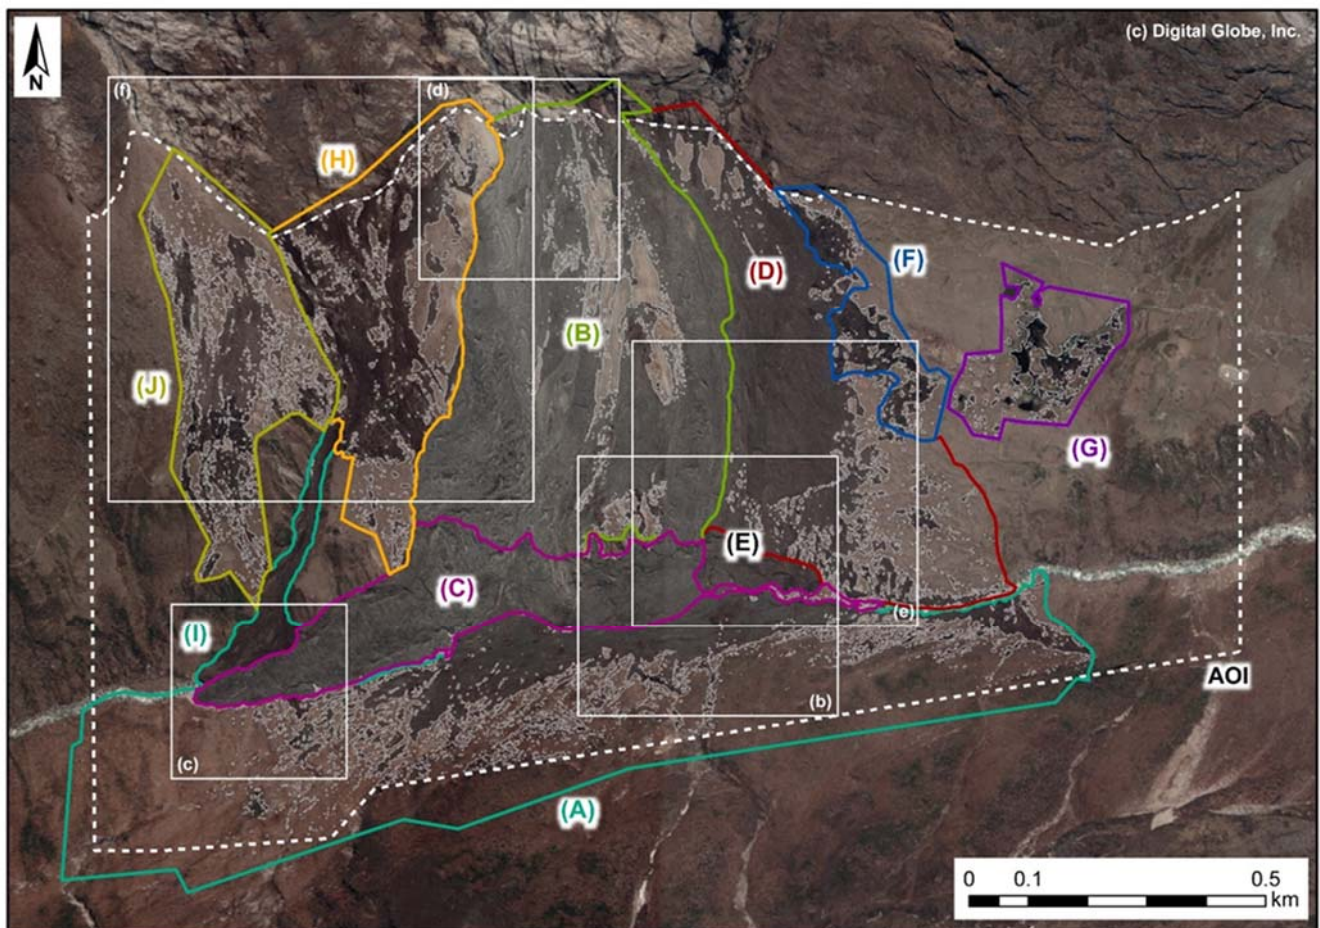 (c) Digital Globe, Inc.
N
(f)
(d)
(H)
(F)
(D)
(B)
(J)
(G)
(E)
(C)
(e)
(I)
AOI
(b)
(c)
(A)
0 0.1 0.5
km